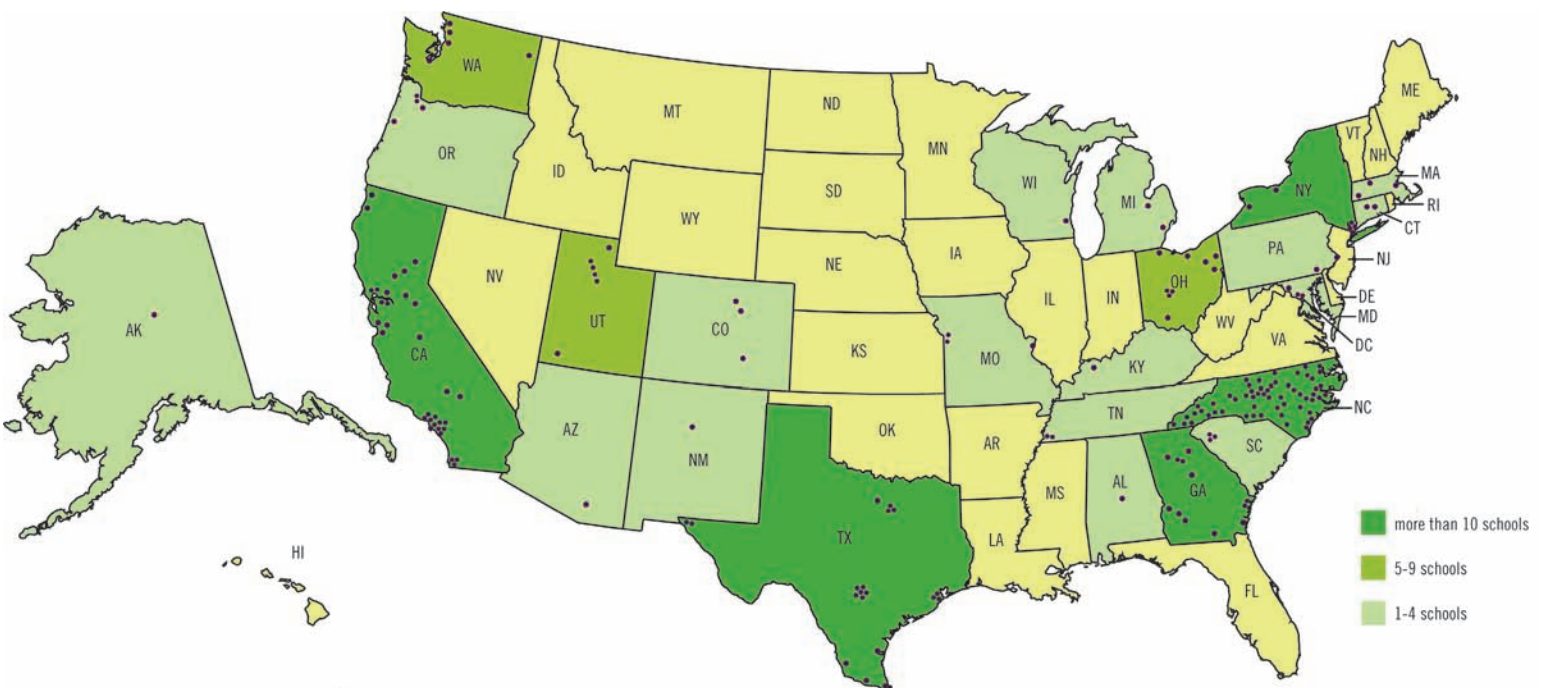 WA
MT
ND
MN
ME
VT
NH
OR
ID
SD
WI
MI
NY
MA
RI
CT
WY
IA
PA
NJ
NV
NE
IL
IN
OH
DE
MD
DC
AK
UT
CO
CA
KS
MO
WV
VA
KY
NC
TN
AZ
NM
OK
AR
SC
MS
AL
GA
TX
LA
HI
FL
more than 10 schools
5-9 schools
1-4 schools